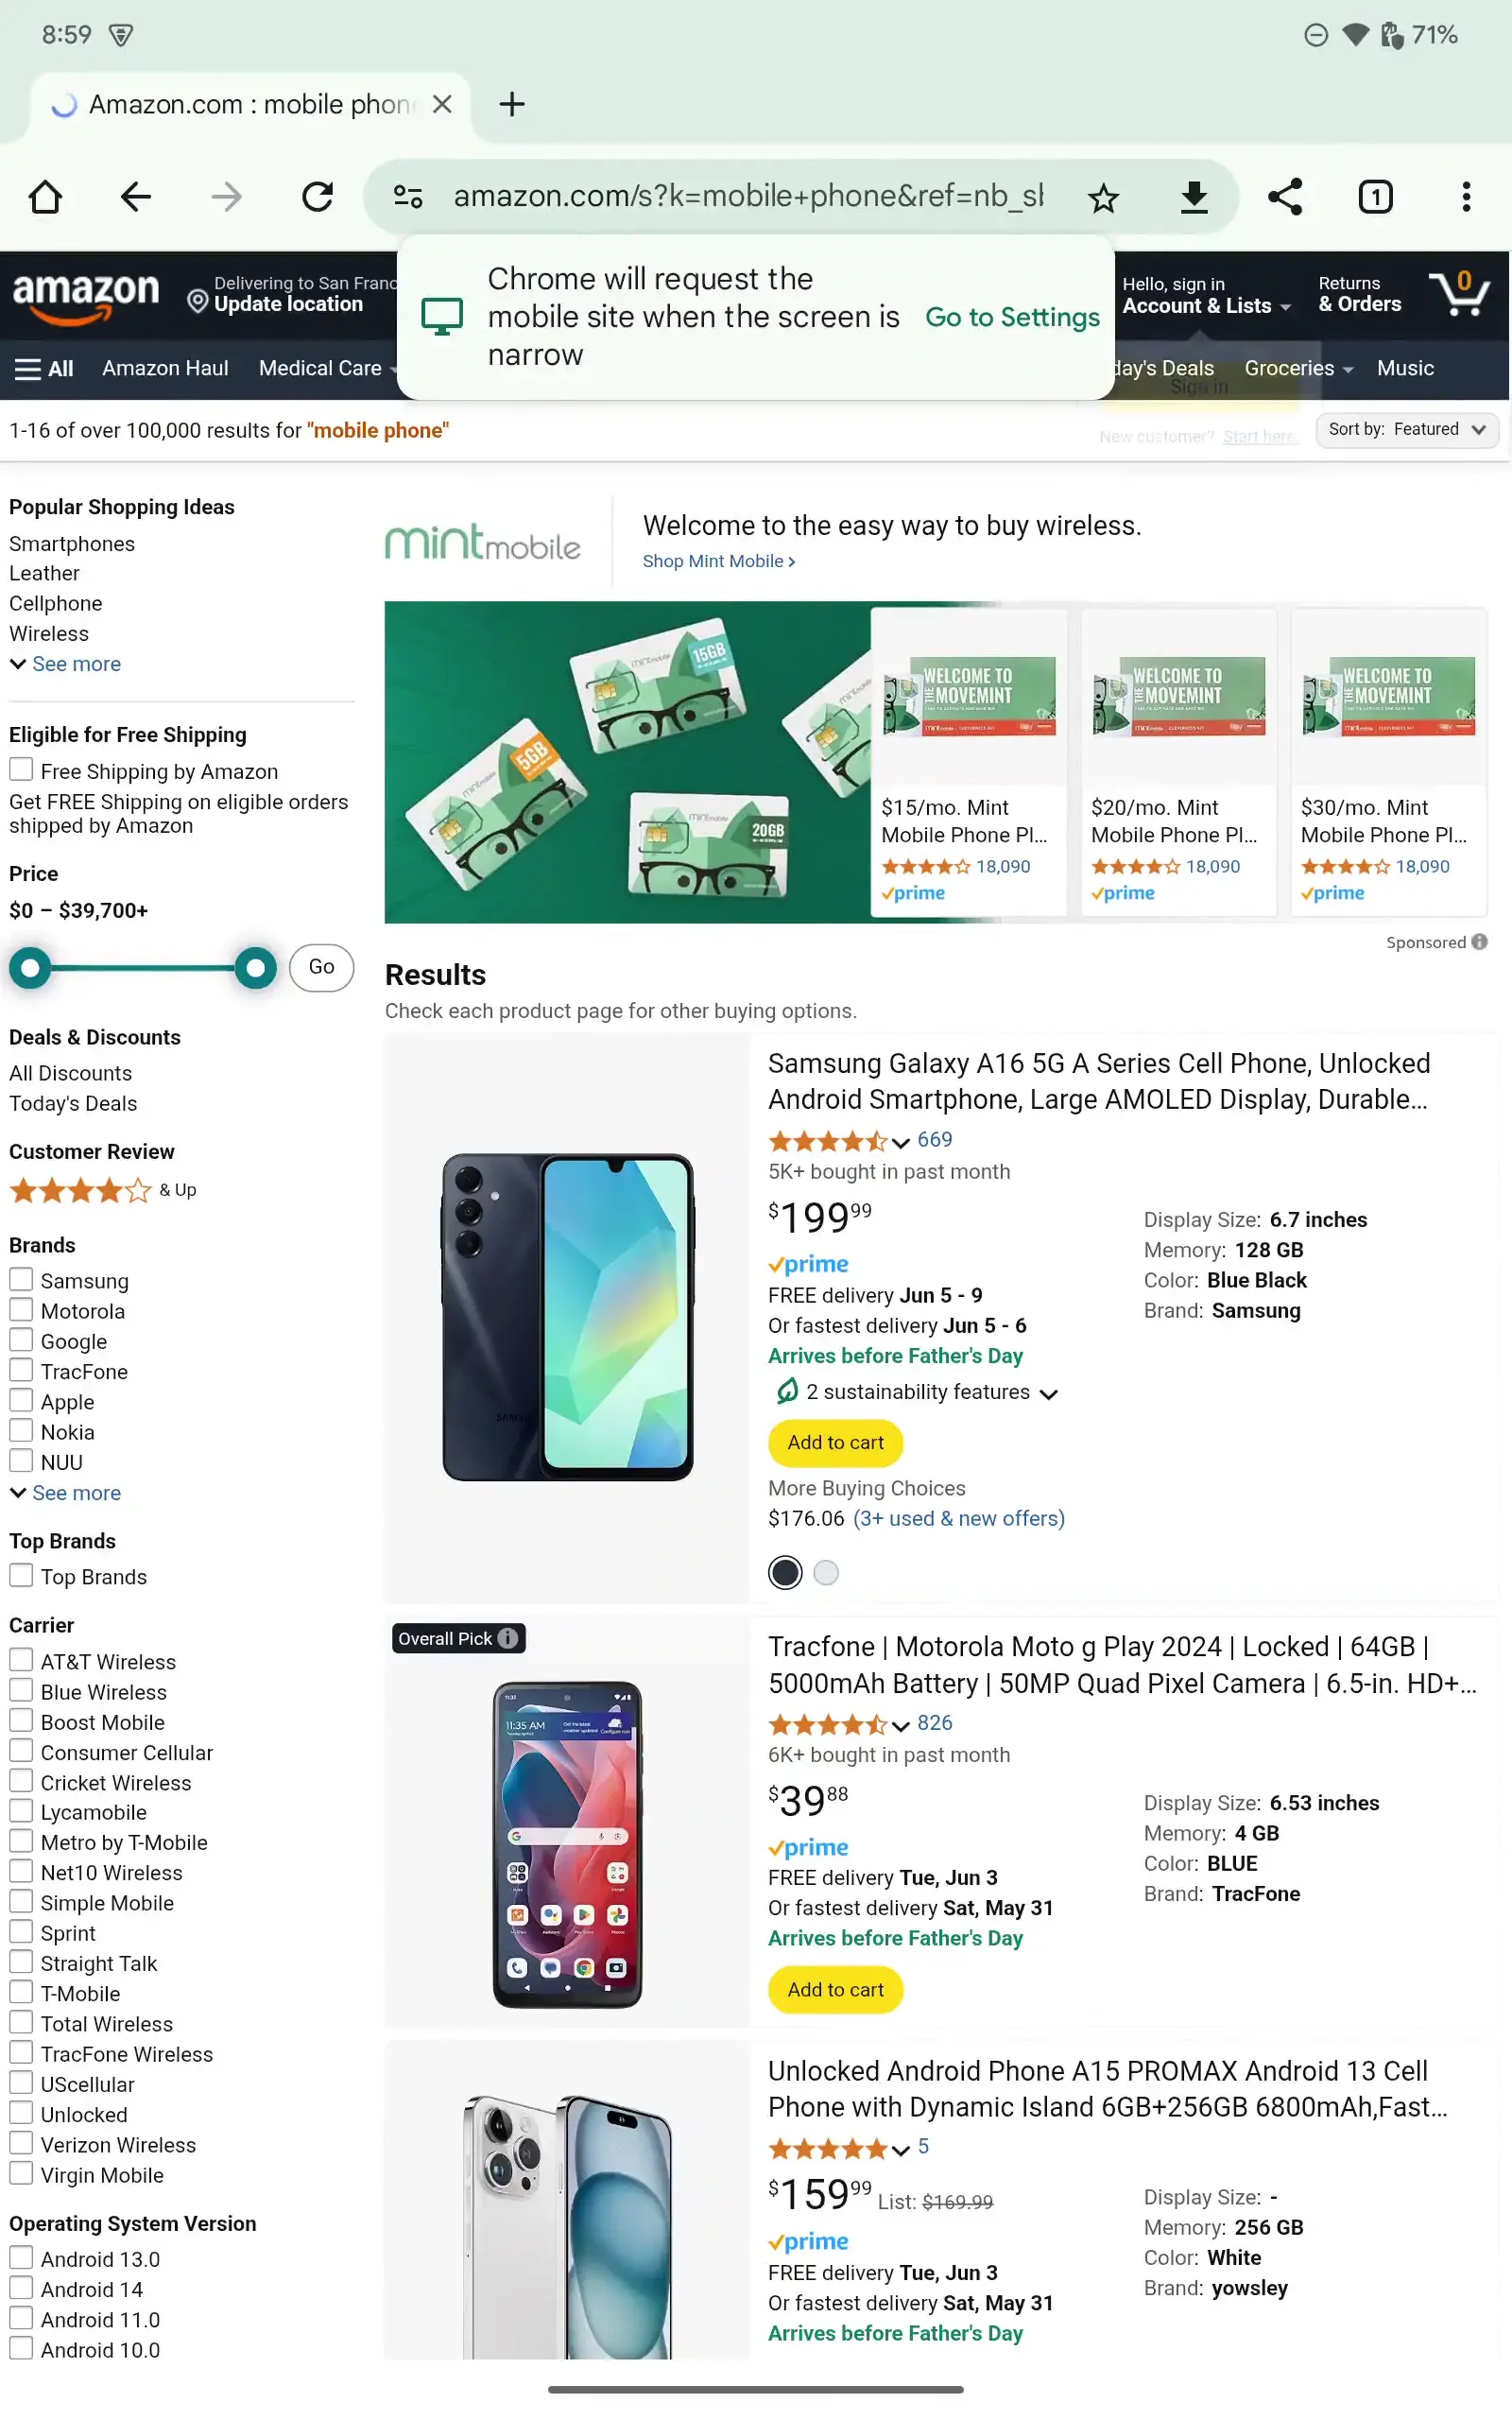 8:59
71%
Amazon.com : mobile phon
amazon.com/s?k=mobile+phone&ref=nb_sl
amazon
Delivering to San Franc
Update location
Chrome will request the
mobile site when the screen is
narrow
Go to Settings
Hello, sign in
Account & Lists
Returns
& Orders
0
All
Amazon Haul
Medical Care
day's Deals
Groceries
Music
Sign in
1-16 of over 100,000 results for "mobile phone"
New customer? Start here.
Sort by: Featured
Popular Shopping Ideas
Smartphones
Leather
Cellphone
Wireless
See more
Eligible for Free Shipping
Free Shipping by Amazon
Get FREE Shipping on eligible orders
shipped by Amazon
Price
$0 – $39,700+
Go
Deals & Discounts
All Discounts
Today's Deals
Customer Review
& Up
Brands
Samsung
Motorola
Google
TracFone
Apple
Nokia
NUU
See more
Top Brands
Top Brands
Carrier
AT&T Wireless
Blue Wireless
Boost Mobile
Consumer Cellular
Cricket Wireless
Lycamobile
Metro by T-Mobile
Net10 Wireless
Simple Mobile
Sprint
Straight Talk
T-Mobile
Total Wireless
TracFone Wireless
UScellular
Unlocked
Verizon Wireless
Virgin Mobile
Operating System Version
Android 13.0
Android 14
Android 11.0
Android 10.0
mint mobile
Welcome to the easy way to buy wireless.
Shop Mint Mobile ›
15GB
5GB
20GB
WELCOME TO
THE MOVEMINT
$15/mo. Mint
Mobile Phone Pl...
18,090
prime
WELCOME TO
THE MOVEMINT
$20/mo. Mint
Mobile Phone Pl...
18,090
prime
WELCOME TO
THE MOVEMINT
$30/mo. Mint
Mobile Phone Pl...
18,090
prime
Sponsored
Results
Check each product page for other buying options.
Samsung Galaxy A16 5G A Series Cell Phone, Unlocked
Android Smartphone, Large AMOLED Display, Durable...
669
5K+ bought in past month
$199 99
prime
FREE delivery Jun 5 - 9
Or fastest delivery Jun 5 - 6
Arrives before Father's Day
2 sustainability features
Add to cart
More Buying Choices
$176.06 (3+ used & new offers)
Display Size: 6.7 inches
Memory: 128 GB
Color: Blue Black
Brand: Samsung
Overall Pick
11:35 AM
Tracfone | Motorola Moto g Play 2024 | Locked | 64GB |
5000mAh Battery | 50MP Quad Pixel Camera | 6.5-in. HD+...
826
6K+ bought in past month
$39 88
prime
FREE delivery Tue, Jun 3
Or fastest delivery Sat, May 31
Arrives before Father's Day
Add to cart
Display Size: 6.53 inches
Memory: 4 GB
Color: BLUE
Brand: TracFone
Unlocked Android Phone A15 PROMAX Android 13 Cell
Phone with Dynamic Island 6GB+256GB 6800mAh,Fast...
5
$159 99 List: $169.99
prime
FREE delivery Tue, Jun 3
Or fastest delivery Sat, May 31
Arrives before Father's Day
Display Size: -
Memory: 256 GB
Color: White
Brand: yowsley